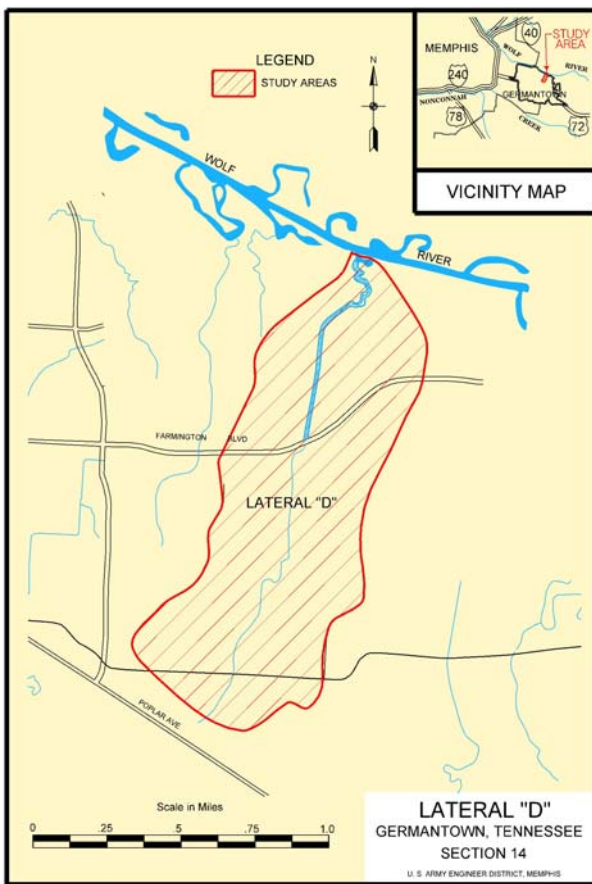 LEGEND
STUDY AREAS
N
WOLF
RIVER
FARMINGTON BLVD
LATERAL "D"
POPLAR AVE
Scale in Miles
0 .25 .5 .75 1.0
40
STUDY
AREA
MEMPHIS
WOLF
RIVER
240
GERMANTOWN
NONCONNAH
78
CREEK
72
VICINITY MAP
LATERAL "D"
GERMANTOWN, TENNESSEE
SECTION 14
U. S. ARMY ENGINEER DISTRICT, MEMPHIS